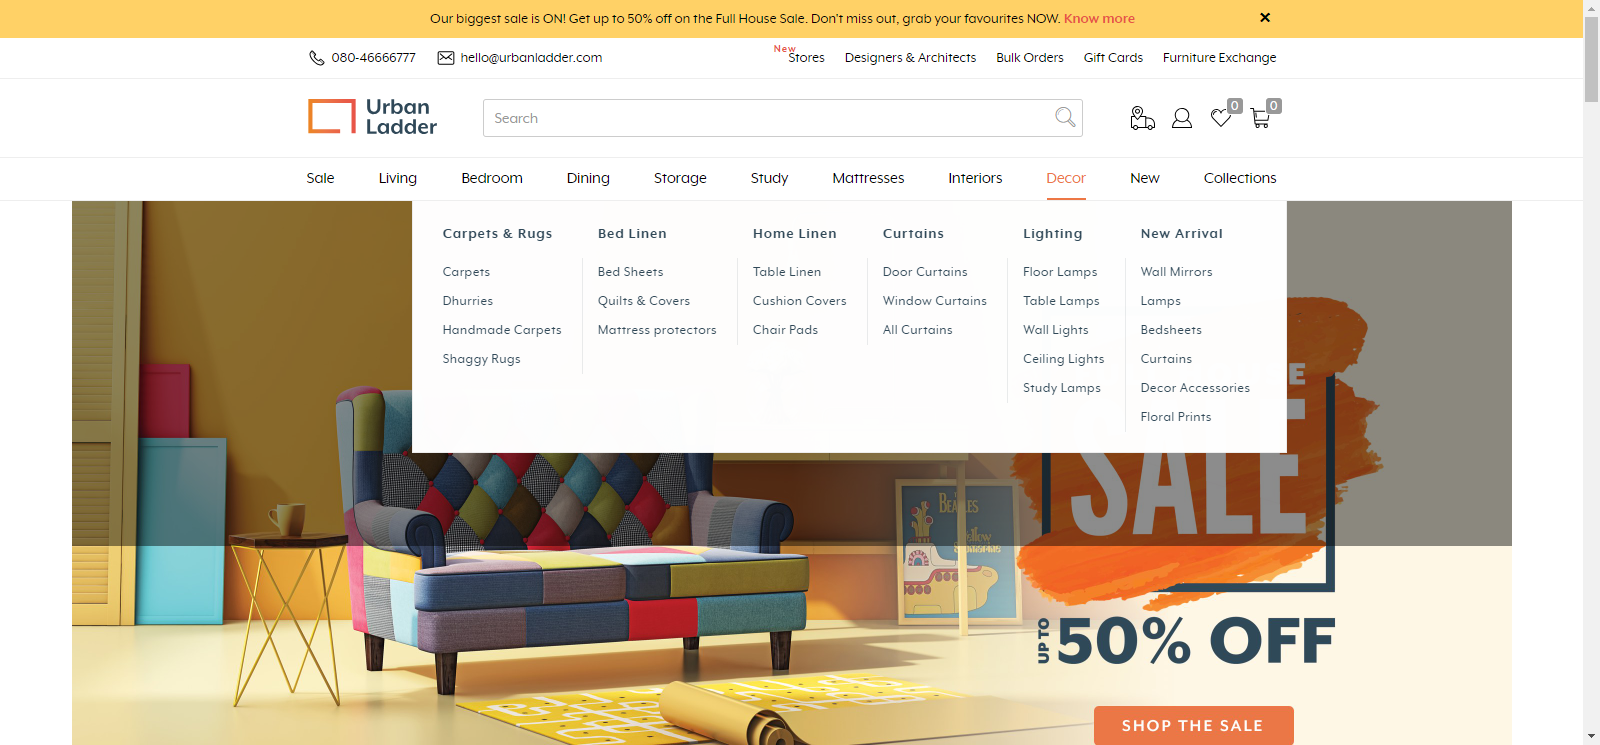 Our biggest sale is ON! Get up to 50% off on the Full House Sale. Don't miss out, grab your favourites NOW. Know more
080-46666777
hello@urbanladder.com
New
Stores
Designers & Architects
Bulk Orders
Gift Cards
Furniture Exchange
Urban
Ladder
Search
0
0
Sale
Living
Bedroom
Dining
Storage
Study
Mattresses
Interiors
Decor
New
Collections
Carpets & Rugs
Carpets
Dhurries
Handmade Carpets
Shaggy Rugs
Bed Linen
Bed Sheets
Quilts & Covers
Mattress protectors
Home Linen
Table Linen
Cushion Covers
Chair Pads
Curtains
Door Curtains
Window Curtains
All Curtains
Lighting
Floor Lamps
Table Lamps
Wall Lights
Ceiling Lights
Study Lamps
New Arrival
Wall Mirrors
Lamps
Bedsheets
Curtains
Decor Accessories
Floral Prints
BEATLES
Yellow
Submarine
SALE
UP TO
50% OFF
SHOP THE SALE